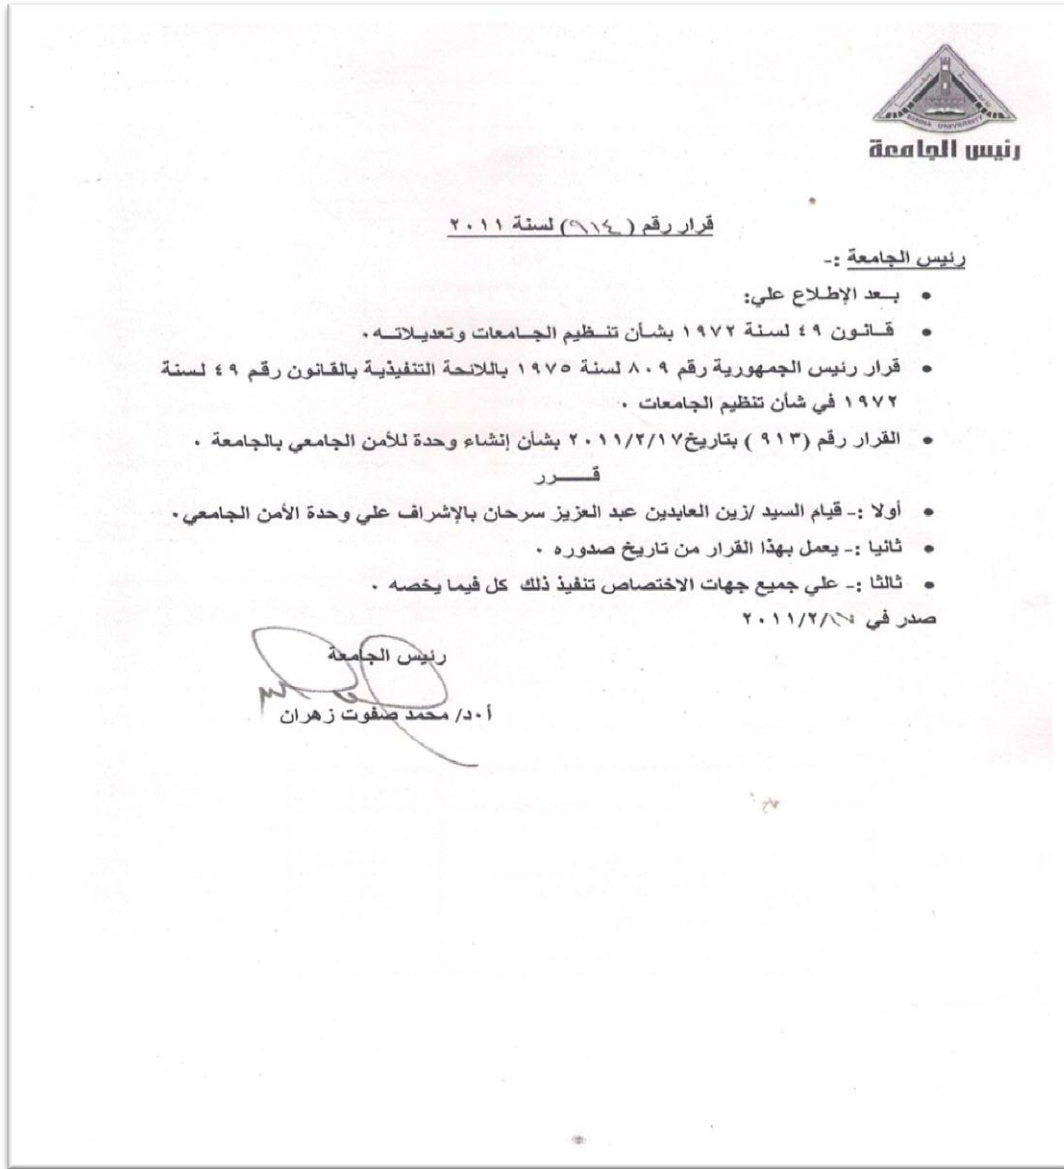 BENHA UNIVERSITY
رئيس الجامعة
قرار رقم ( ٩١٤ ) لسنة ٢٠١١
رئيس الجامعة :-
• بعد الإطلاع علي:
• قانون ٤٩ لسنة ١٩٧٢ بشأن تنظيم الجامعات وتعديلاته .
• قرار رئيس الجمهورية رقم ٨٠٩ لسنة ١٩٧٥ باللائحة التنفيذية بالقانون رقم ٤٩ لسنة
١٩٧٢ في شأن تنظيم الجامعات .
• القرار رقم (٩١٣ ) بتاريخ٢٠١١/٢/١٧ بشأن إنشاء وحدة للأمن الجامعي بالجامعة .
قـــرر
• أولا :- قيام السيد /زين العابدين عبد العزيز سرحان بالإشراف علي وحدة الأمن الجامعي .
• ثانيا :- يعمل بهذا القرار من تاريخ صدوره .
• ثالثا :- علي جميع جهات الاختصاص تنفيذ ذلك كل فيما يخصه .
صدر في ٢٠١١/٢/١٧
رئيس الجامعة
أ.د/ محمد صفوت زهران